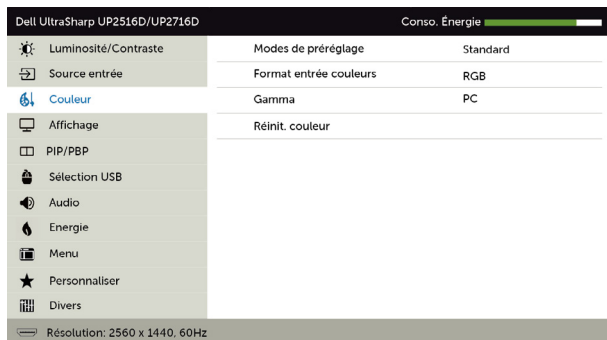 Dell UltraSharp UP2516D/UP2716D Conso. Énergie
Luminosité/Contraste Modes de préréglage Standard
Source entrée Format entrée couleurs RGB
Couleur Gamma PC
Affichage Réinit. couleur
PIP/PBP
Sélection USB
Audio
Energie
Menu
Personnaliser
Divers
Résolution: 2560 x 1440, 60Hz